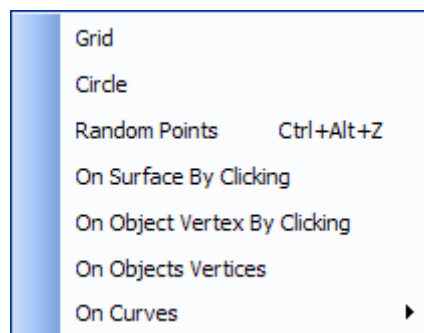 Grid
Circle
Random Points Ctrl+Alt+Z
On Surface By Clicking
On Object Vertex By Clicking
On Objects Vertices
On Curves